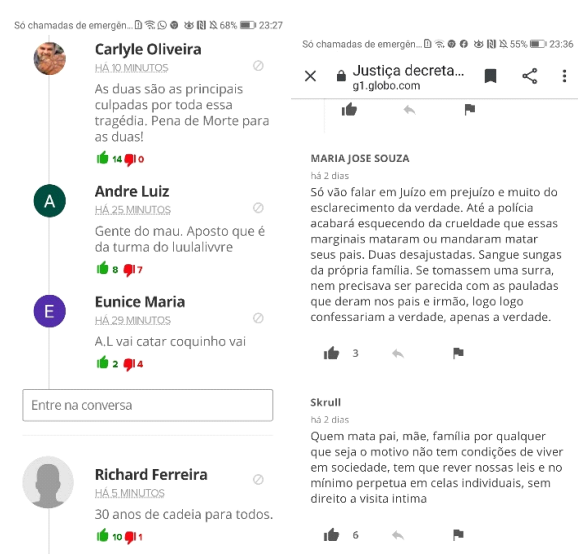 Só chamadas de emergên... 68% 23:27
Carlyle Oliveira
HÁ 10 MINUTOS
As duas são as principais
culpadas por toda essa
tragédia. Pena de Morte para
as duas!
14 0
A
Andre Luiz
HÁ 25 MINUTOS
Gente do mau. Aposto que é
da turma do luulalivvre
8 7
E
Eunice Maria
HÁ 29 MINUTOS
A.L vai catar coquinho vai
2 4
Entre na conversa
Richard Ferreira
HÁ 5 MINUTOS
30 anos de cadeia para todos.
10 1
Só chamadas de emergên... 55% 23:36
Justiça decreta...
g1.globo.com
MARIA JOSE SOUZA
há 2 dias
Só vão falar em Juízo em prejuízo e muito do
esclarecimento da verdade. Até a polícia
acabará esquecendo da crueldade que essas
marginais mataram ou mandaram matar
seus pais. Duas desajustadas. Sangue sungas
da própria família. Se tomassem uma surra,
nem precisava ser parecida com as pauladas
que deram nos pais e irmão, logo logo
confessariam a verdade, apenas a verdade.
3
Skrull
há 2 dias
Quem mata pai, mãe, família por qualquer
que seja o motivo não tem condições de viver
em sociedade, tem que rever nossas leis e no
mínimo perpetua em celas individuais, sem
direito a visita intima
6